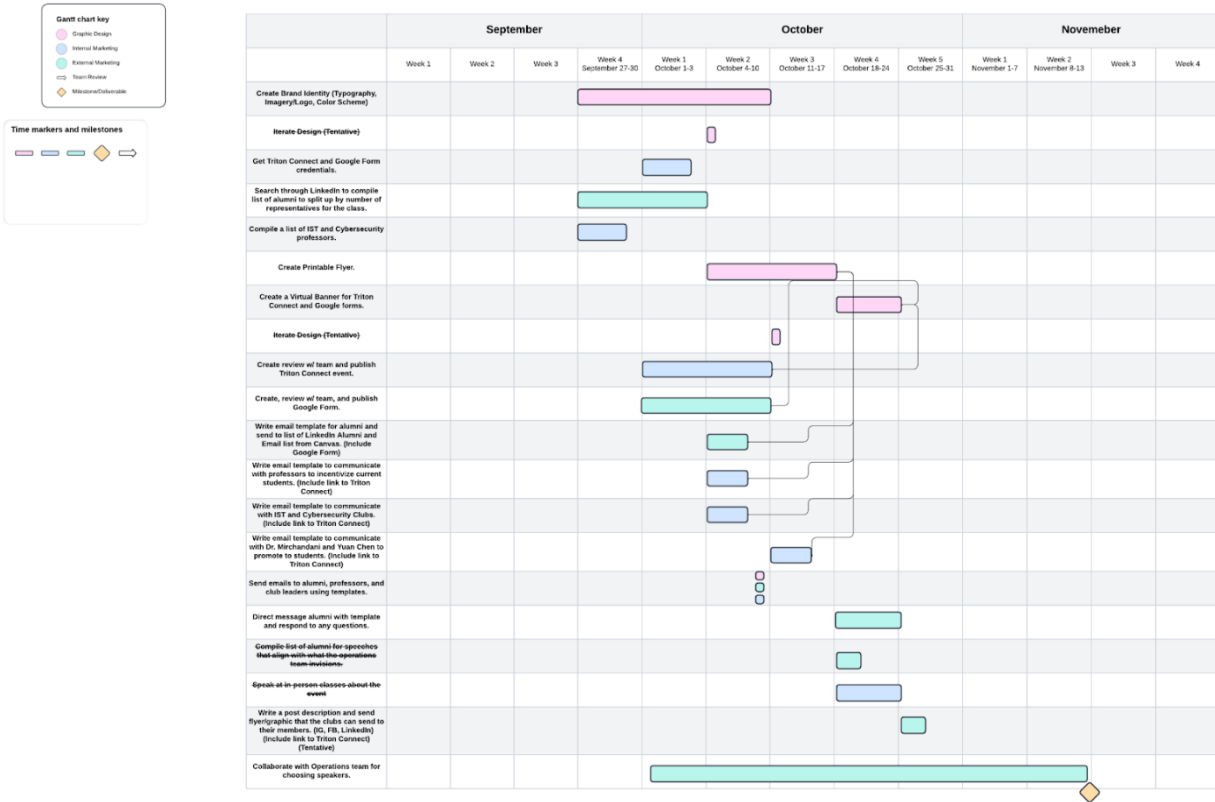 Gantt chart key
Graphic Design
Internal Marketing
External Marketing
Team Review
Milestone/Deliverable
Time markers and milestones
September
October
Novemeber
Week 1
Week 2
Week 3
Week 4
September 27-30
Week 1
October 1-3
Week 2
October 4-10
Week 3
October 11-17
Week 4
October 18-24
Week 5
October 25-31
Week 1
November 1-7
Week 2
November 8-13
Week 3
Week 4
Create Brand Identity (Typography,
Imagery/Logo, Color Scheme)
Iterate Design (Tentative)
Get Triton Connect and Google Form
credentials.
Search through LinkedIn to compile
list of alumni to split up by number of
representatives for the class.
Compile a list of IST and Cybersecurity
professors.
Create Printable Flyer.
Create a Virtual Banner for Triton
Connect and Google forms.
Iterate Design (Tentative)
Create review w/ team and publish
Triton Connect event.
Create, review w/ team, and publish
Google Form.
Write email template for alumni and
send to list of LinkedIn Alumni and
Email list from Canvas. (Include
Google Form)
Write email template to communicate
with professors to incentivize current
students. (Include link to Triton
Connect)
Write email template to communicate
with IST and Cybersecurity Clubs.
(Include link to Triton Connect)
Write email template to communicate
with Dr. Mirchandani and Yuan Chen to
promote to students. (Include link to
Triton Connect)
Send emails to alumni, professors, and
club leaders using templates.
Direct message alumni with template
and respond to any questions.
Compile list of alumni for speeches
that align with what the operations
team invisions.
Speak at in person classes about the
event
Write a post description and send
flyer/graphic that the clubs can send to
their members. (IG, FB, LinkedIn)
(Include link to Triton Connect)
(Tentative)
Collaborate with Operations team for
choosing speakers.